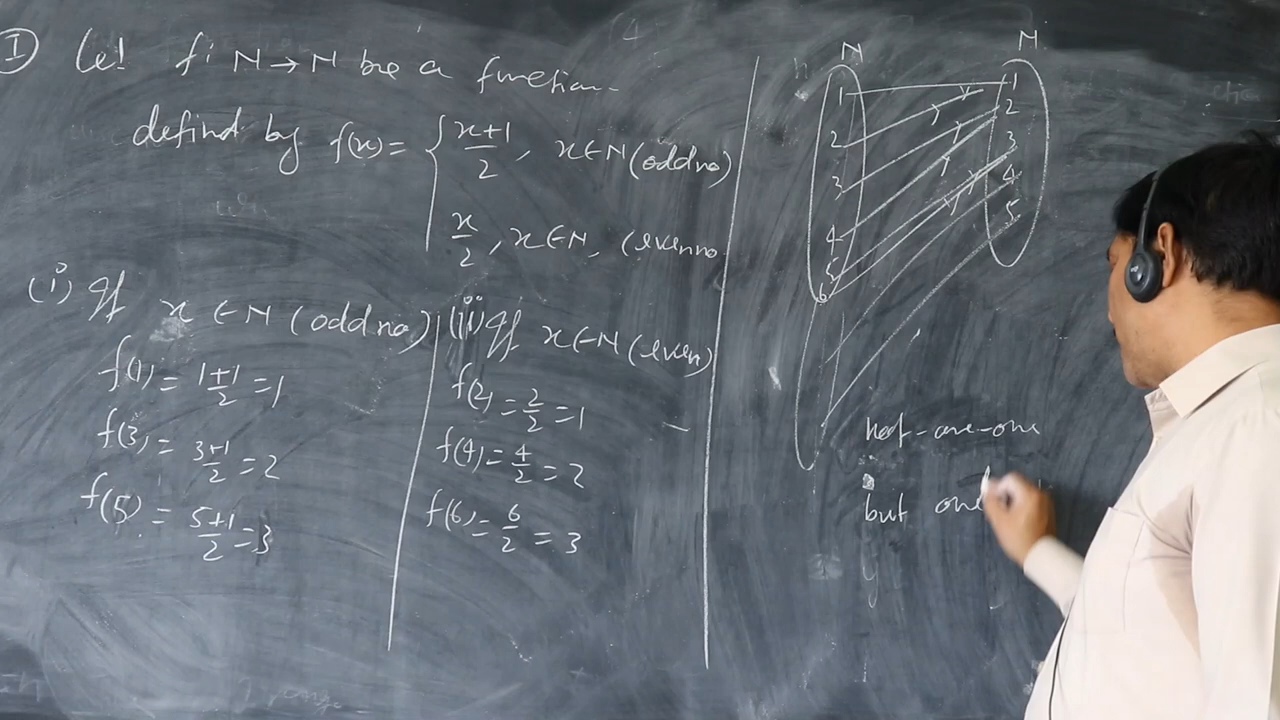 I) Let f: N → N be a function
defind by f(x) = { x+1/2, x ∈ N (odd no)
x/2, x ∈ N, (even no
(i) If x ∈ N (odd no)
f(1) = 1+1/2 = 1
f(3) = 3+1/2 = 2
f(5) = 5+1/2 = 3
(ii) If x ∈ N (even)
f(2) = 2/2 = 1
f(4) = 4/2 = 2
f(6) = 6/2 = 3
N N
1 1
2 2
3 3
4 4
5 5
6
not-one-one
but